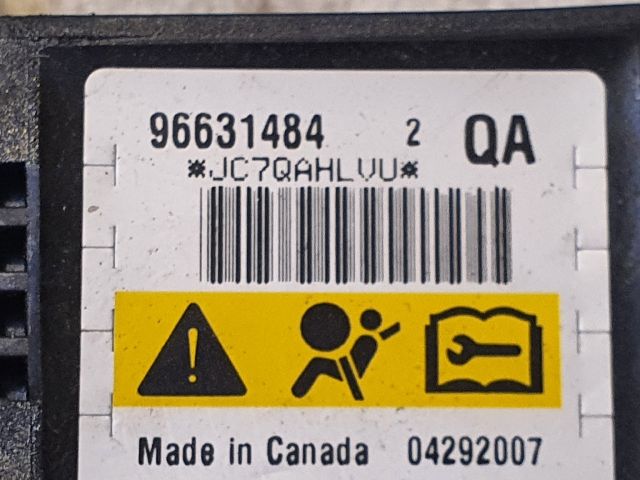 96631484 2 QA
*JC7QAHLVU*
Made in Canada 04292007